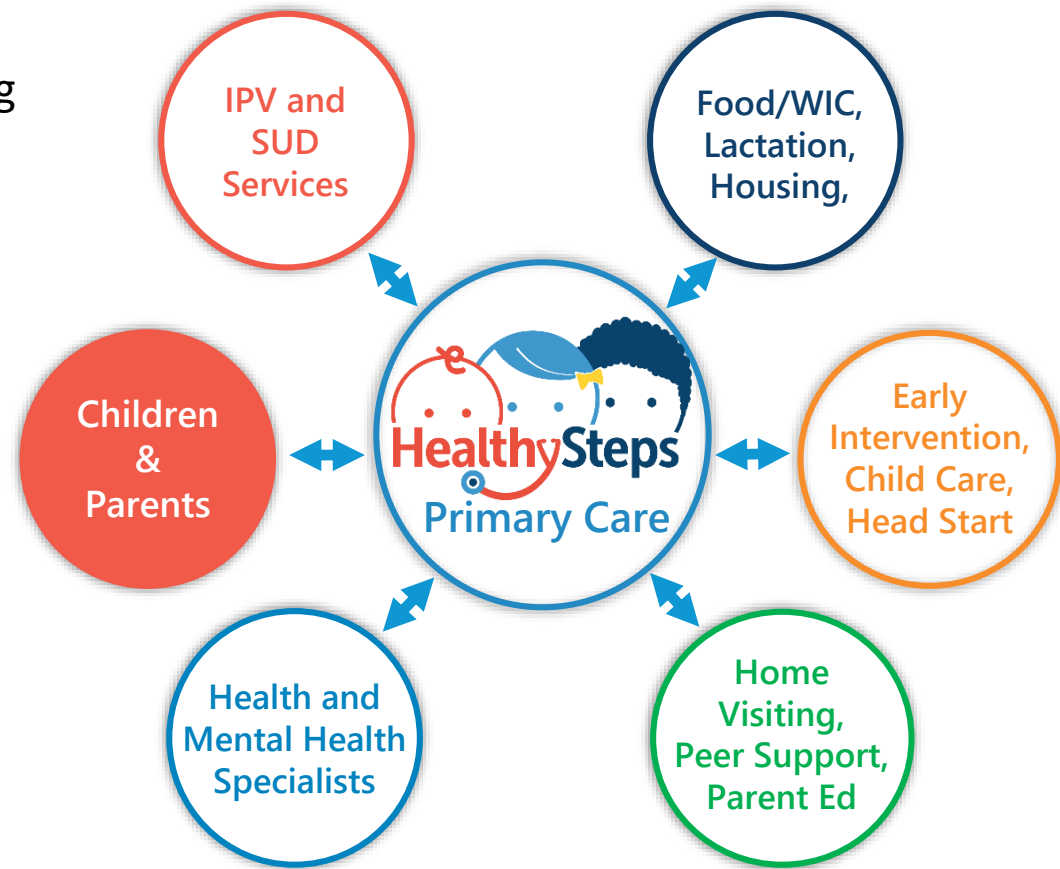 g
IPV and
SUD
Services
Food/WIC,
Lactation,
Housing,
Children
&
Parents
HealthySteps
Primary Care
Early
Intervention,
Child Care,
Head Start
Health and
Mental Health
Specialists
Home
Visiting,
Peer Support,
Parent Ed